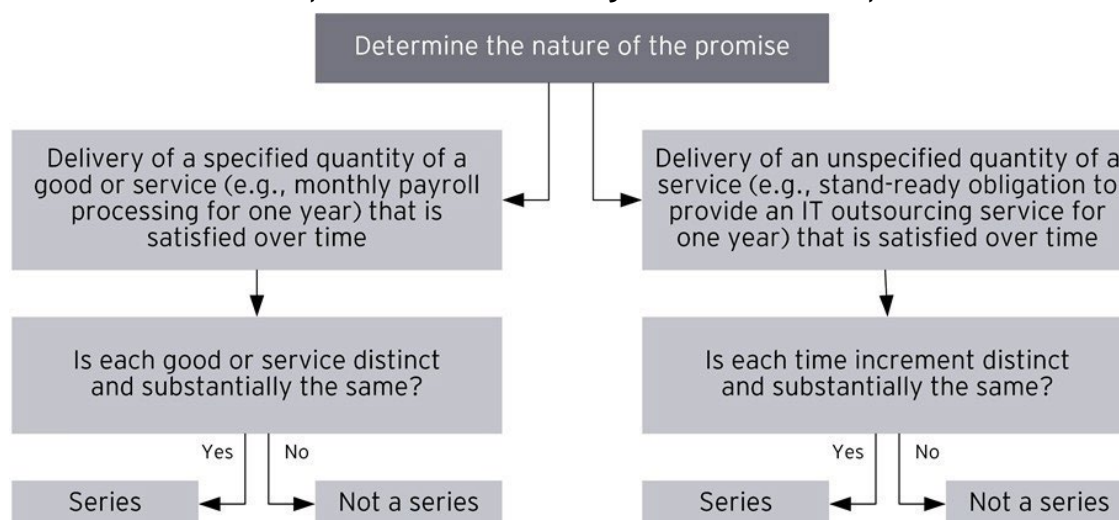 Determine the nature of the promise
Delivery of a specified quantity of a
good or service (e.g., monthly payroll
processing for one year) that is
satisfied over time
Delivery of an unspecified quantity of a
service (e.g., stand-ready obligation to
provide an IT outsourcing service for
one year) that is satisfied over time
Is each good or service distinct
and substantially the same?
Is each time increment distinct
and substantially the same?
Yes
No
Yes
No
Series
Not a series
Series
Not a series